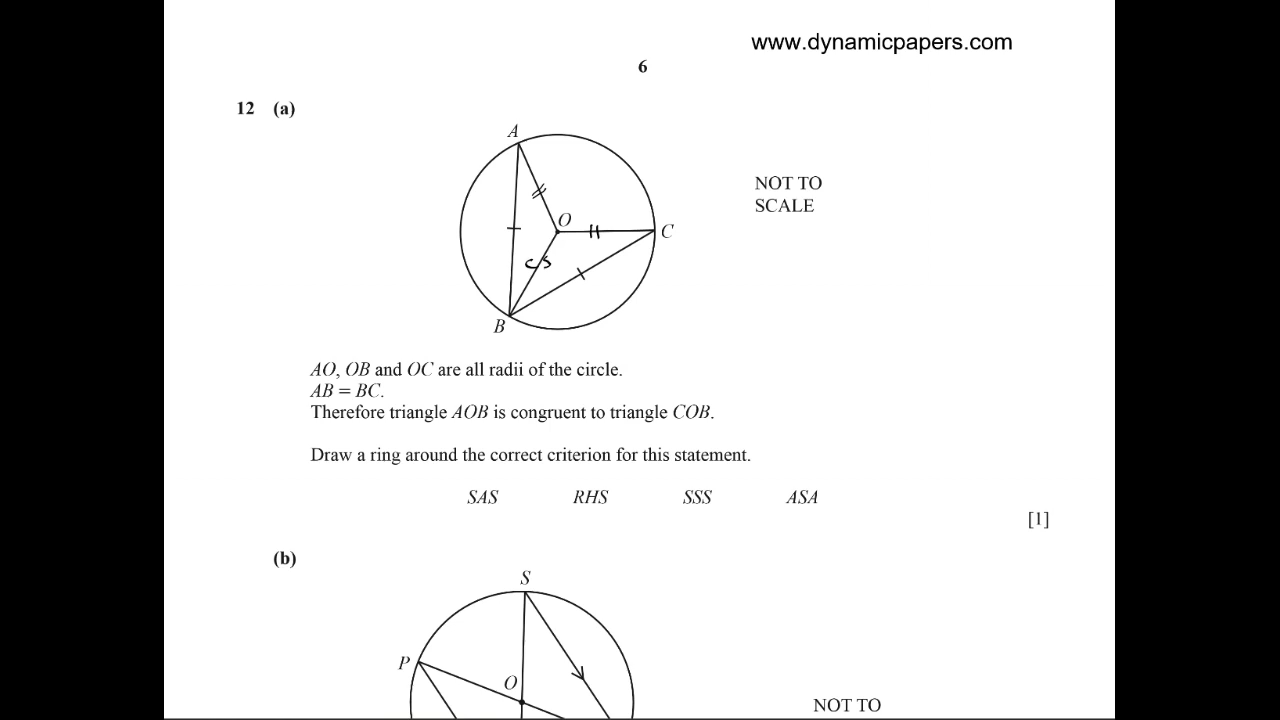 www.dynamicpapers.com
6
12 (a)
A
NOT TO
SCALE
O
C
cs
B
AO, OB and OC are all radii of the circle.
AB = BC.
Therefore triangle AOB is congruent to triangle COB.
Draw a ring around the correct criterion for this statement.
SAS RHS SSS ASA
[1]
(b)
S
P
O
NOT TO